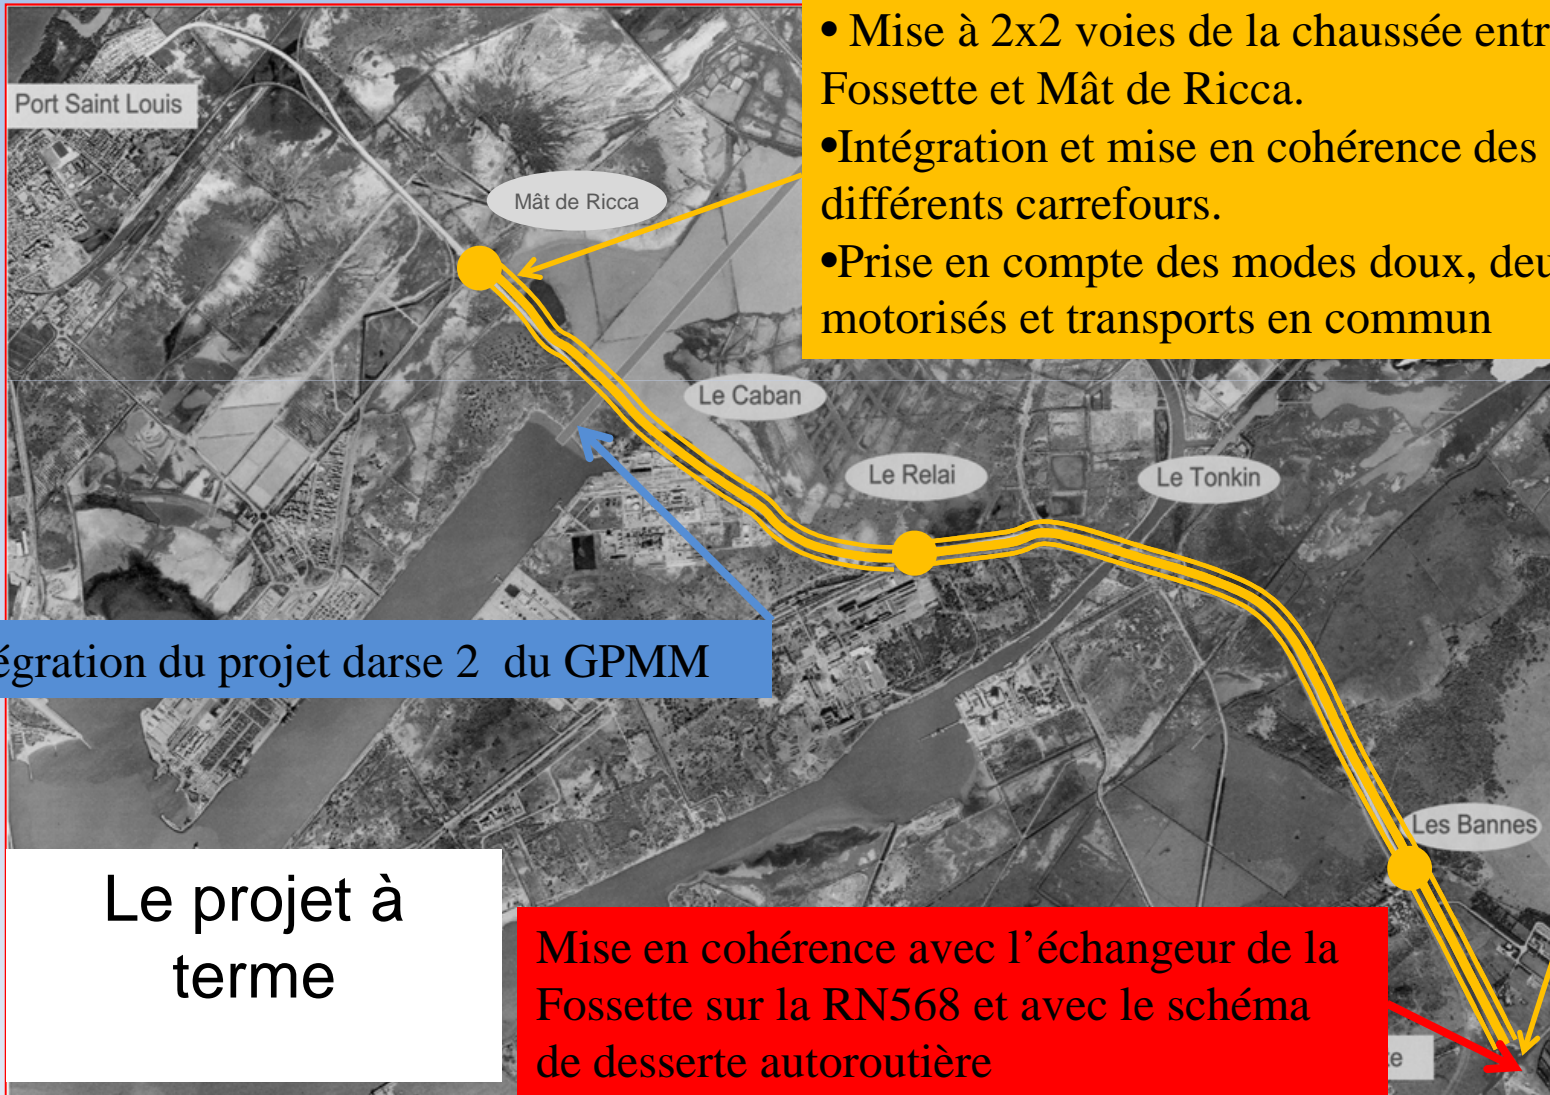 • Mise à 2x2 voies de la chaussée entr
Fossette et Mât de Ricca.
•Intégration et mise en cohérence des
différents carrefours.
•Prise en compte des modes doux, deu
motorisés et transports en commun
Port Saint Louis
Mât de Ricca
Le Caban
Le Relai
Le Tonkin
égration du projet darse 2 du GPMM
Les Bannes
Le projet à
terme
Mise en cohérence avec l’échangeur de la
Fossette sur la RN568 et avec le schéma
de desserte autoroutière
te